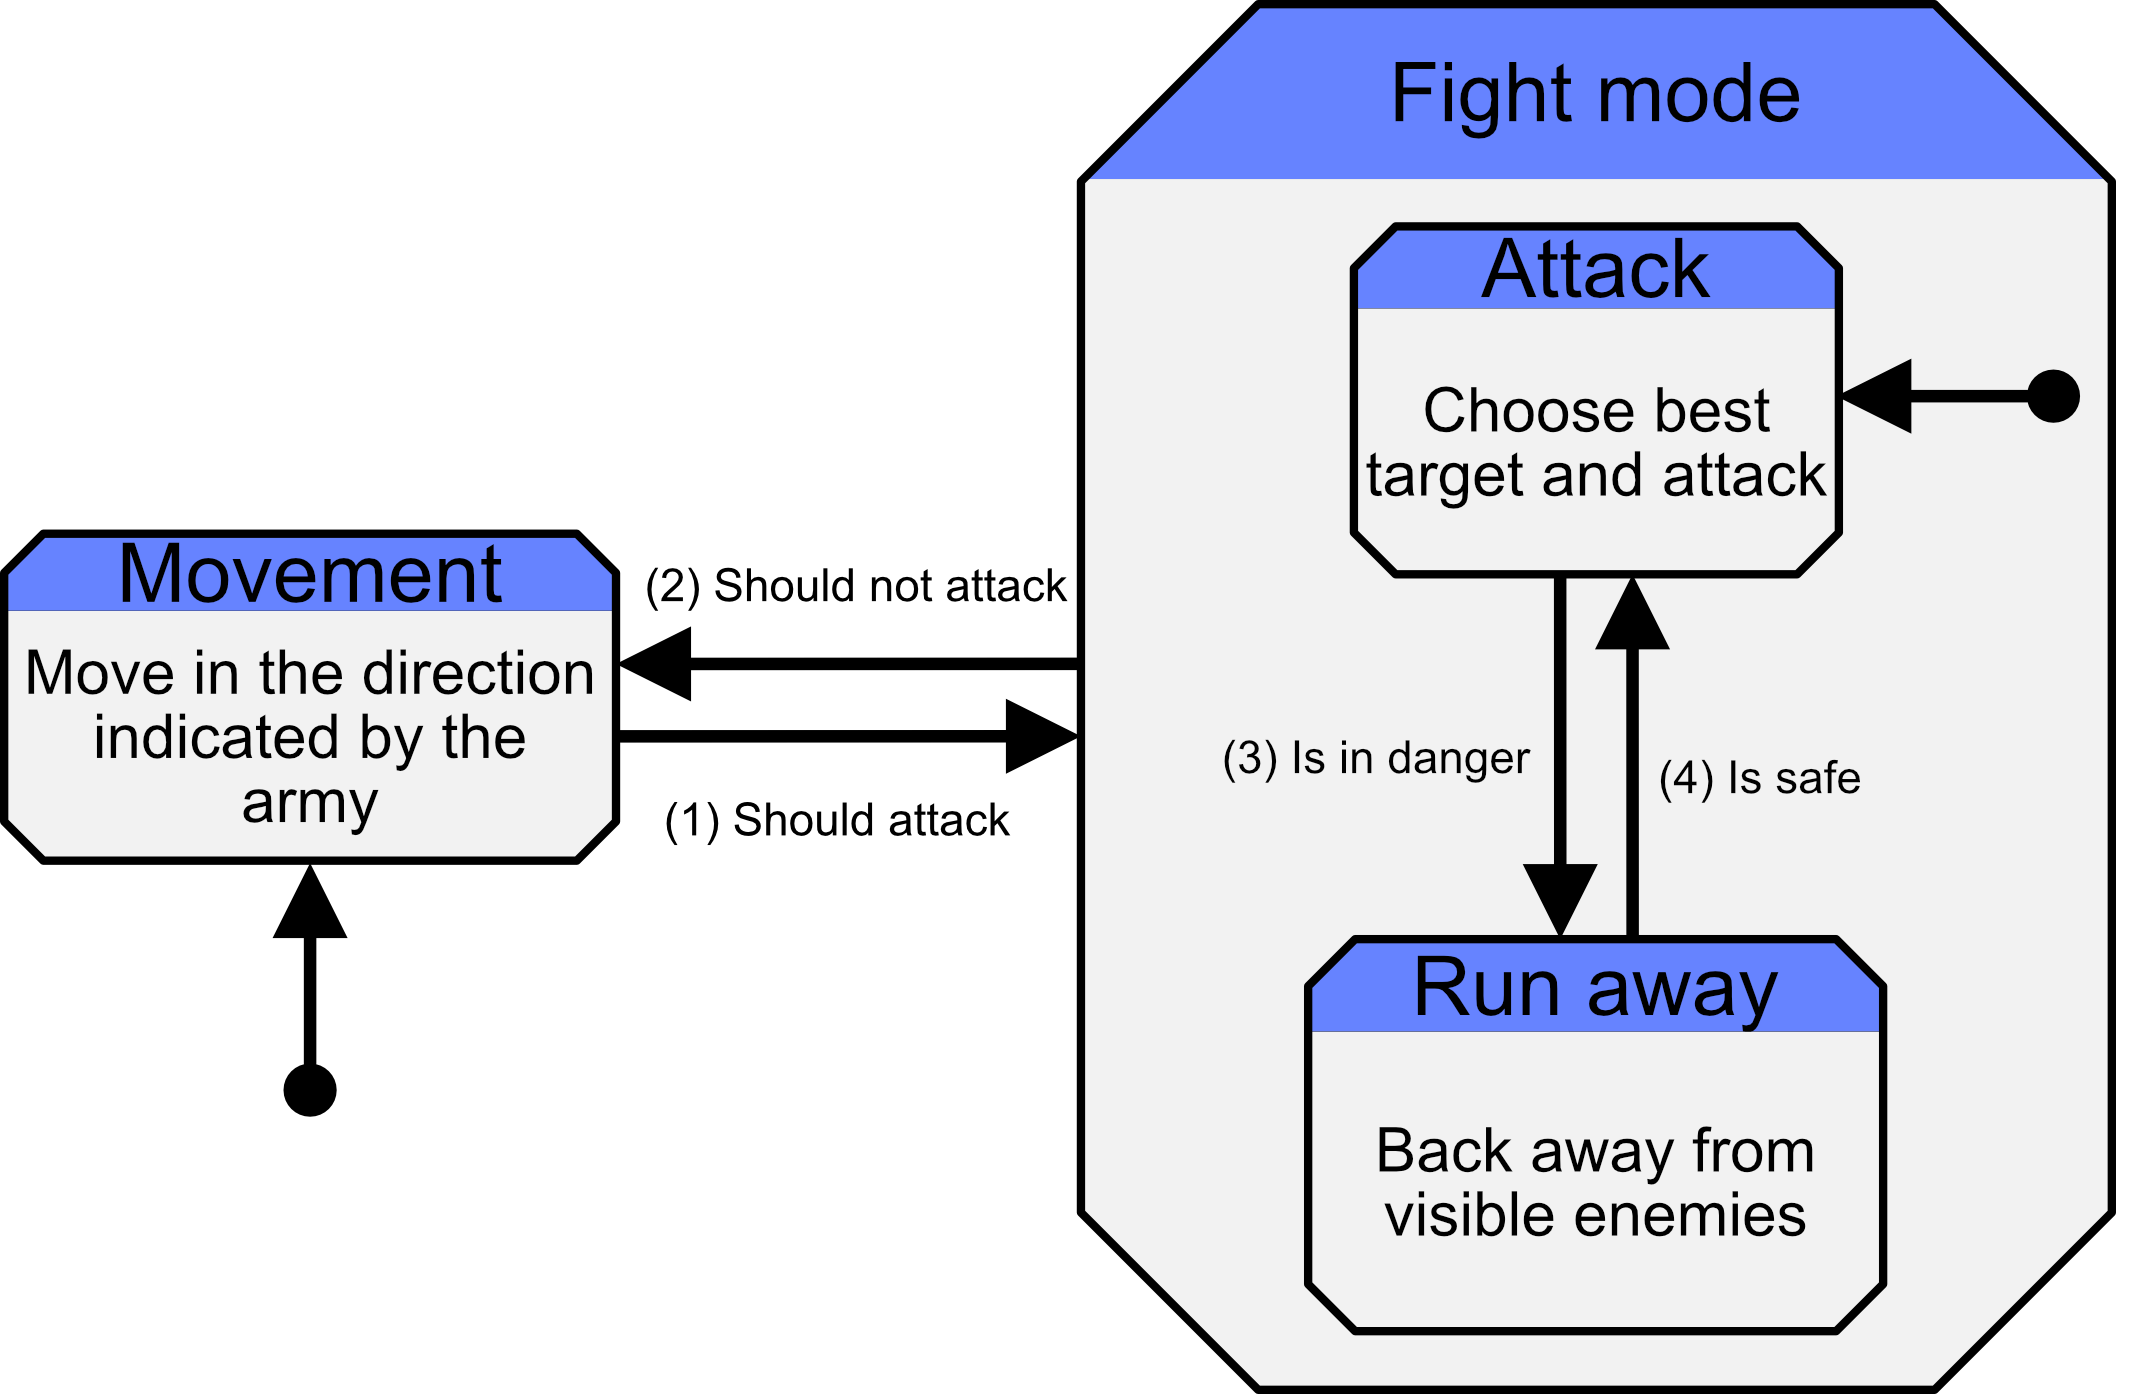 Fight mode
Attack
Choose best
target and attack
Movement
Move in the direction
indicated by the
army
(2) Should not attack
(1) Should attack
(3) Is in danger
(4) Is safe
Run away
Back away from
visible enemies